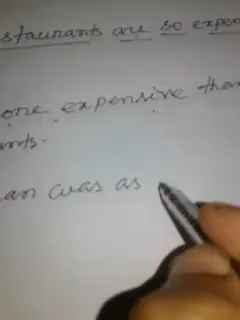 staurants are so expen
one expensive than
nts.
an was as